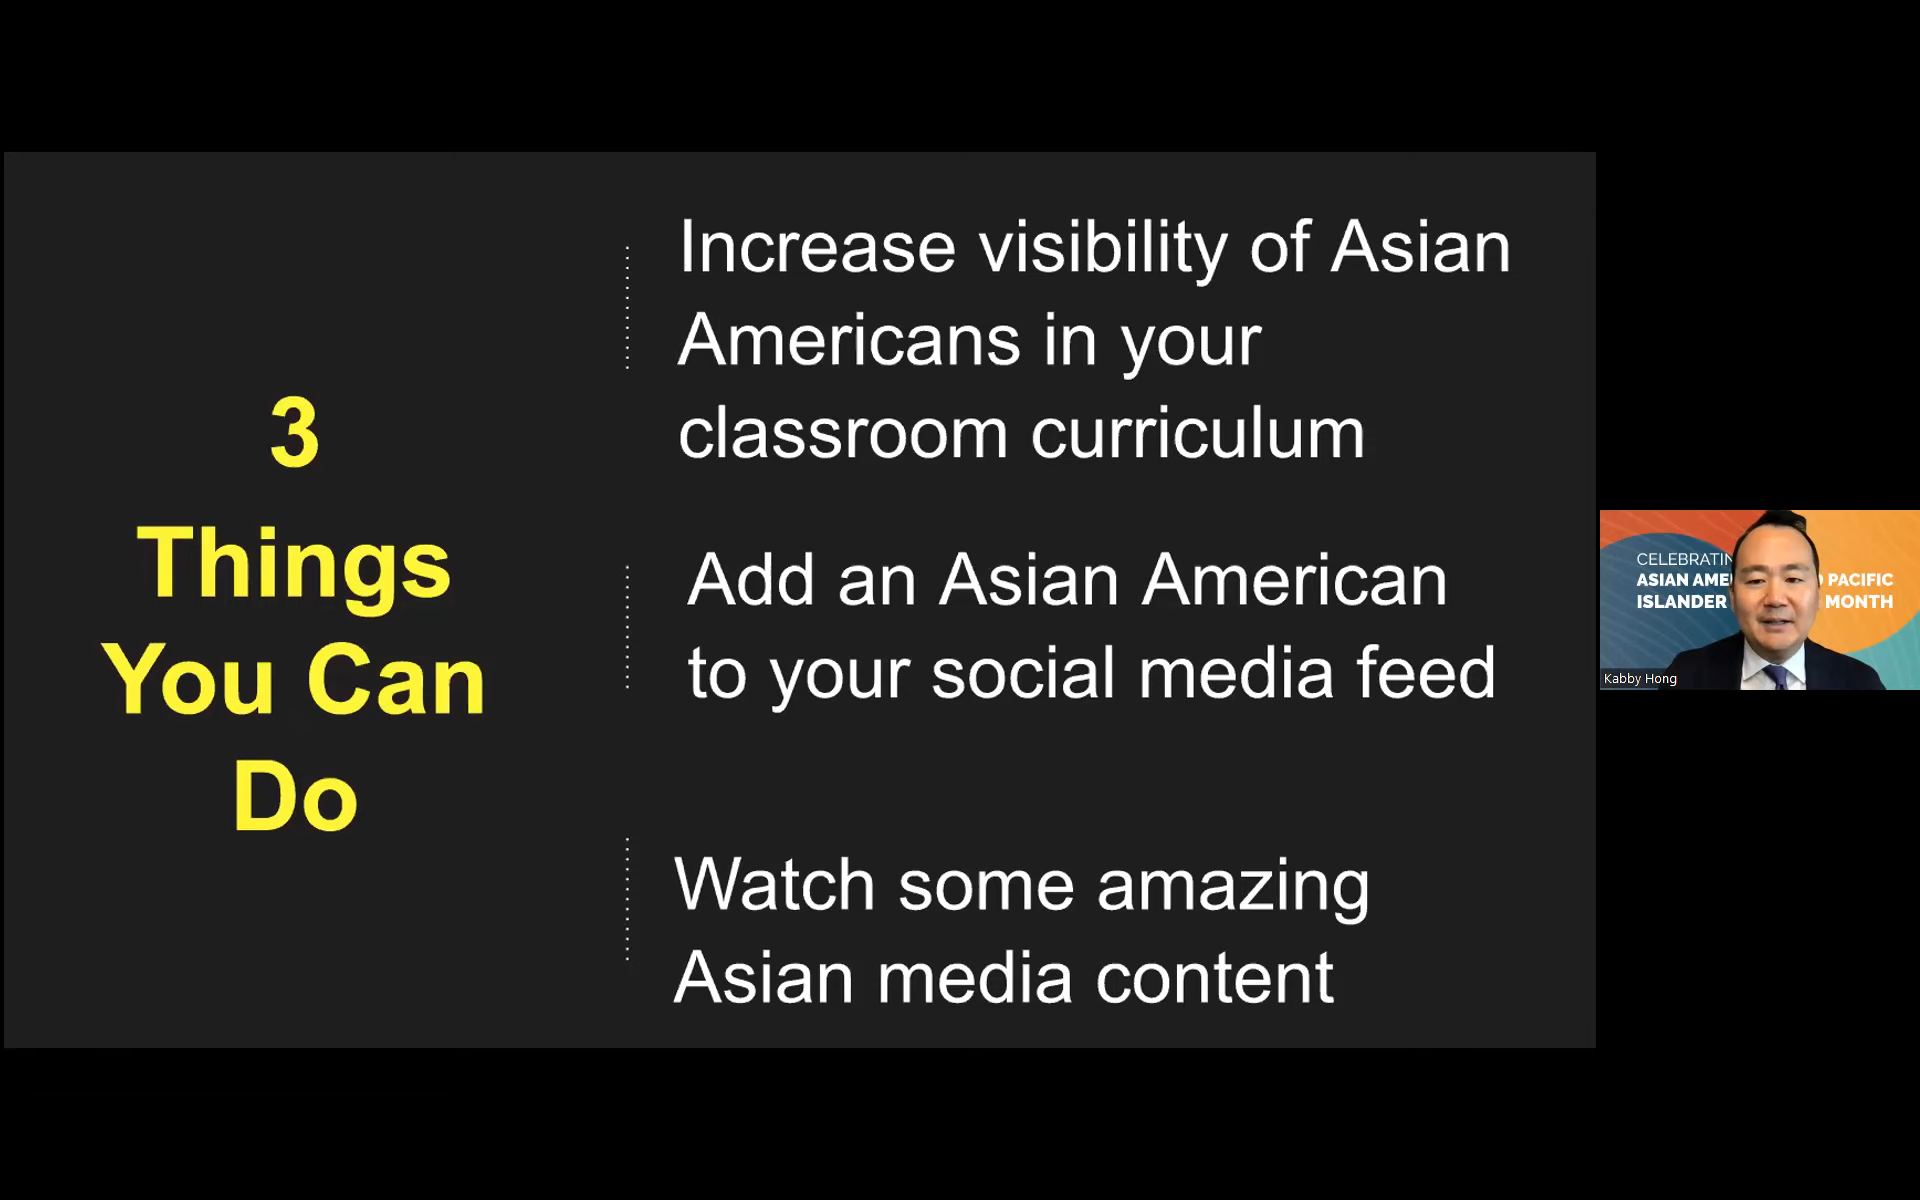 3
Things
You Can
Do
Increase visibility of Asian
Americans in your
classroom curriculum
Add an Asian American
to your social media feed
Watch some amazing
Asian media content
CELEBRATIN
ASIAN AME PACIFIC
ISLANDER MONTH
Kabby Hong